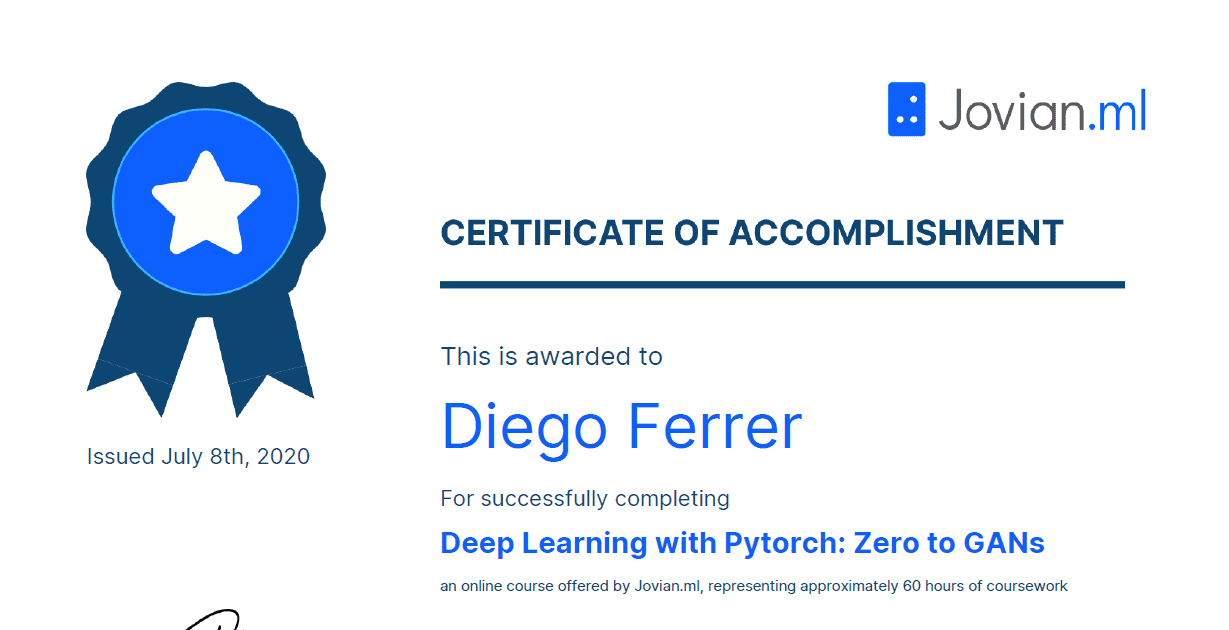 Jovian.ml
CERTIFICATE OF ACCOMPLISHMENT
This is awarded to
Diego Ferrer
Issued July 8th, 2020
For successfully completing
Deep Learning with Pytorch: Zero to GANs
an online course offered by Jovian.ml, representing approximately 60 hours of coursework